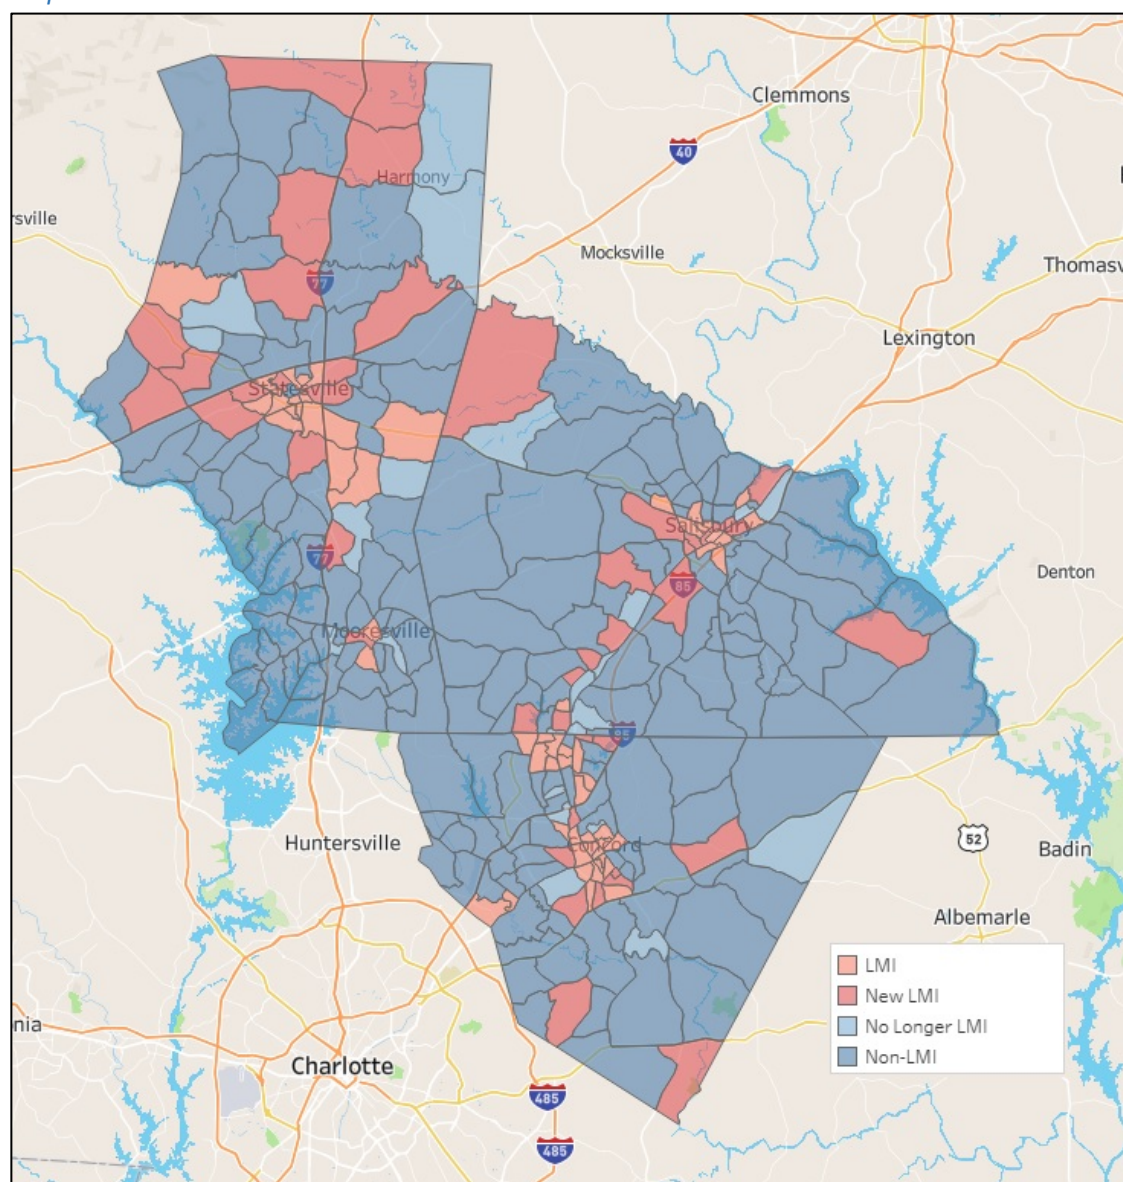 Clemmons
40
Harmony
rsville
Mocksville
Thomasv
77
Lexington
Statesville
Salisbury
77
Denton
85
Mooresville
85
Huntersville
Concord
52
Badin
Albemarle
LMI
New LMI
No Longer LMI
Non-LMI
nia
Charlotte
485
485